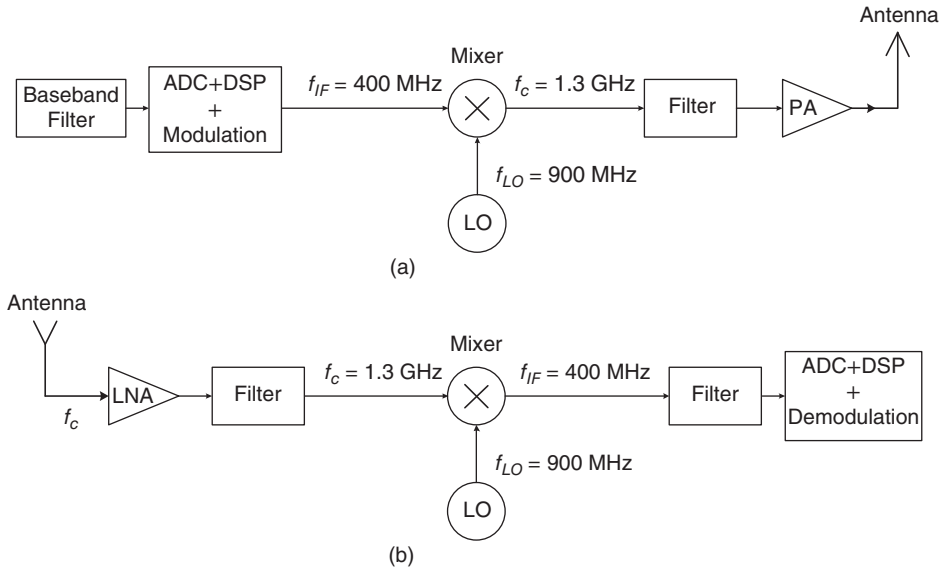 Antenna
Mixer
Baseband
Filter
ADC+DSP
+
Modulation
f_IF = 400 MHz
f_c = 1.3 GHz
Filter
PA
f_LO = 900 MHz
LO
(a)
Antenna
Mixer
LNA
f_c
Filter
f_c = 1.3 GHz
f_IF = 400 MHz
Filter
ADC+DSP
+
Demodulation
f_LO = 900 MHz
LO
(b)